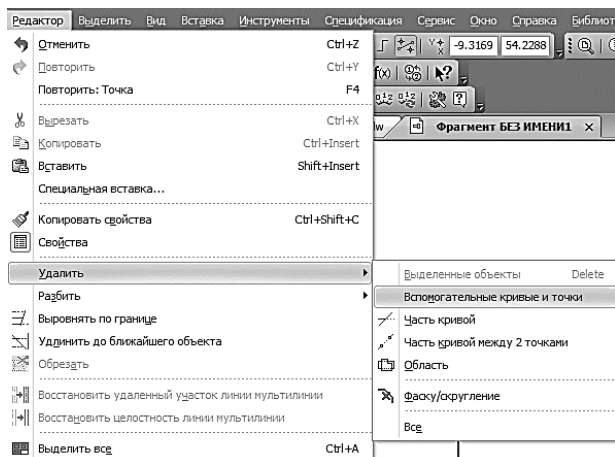 Редактор Выделить Вид Вставка Инструменты Спецификация Сервис Окно Справка
Отменить Ctrl+Z
-9.3169 54.2288
Повторить Ctrl+Y
f(x)
Повторить: Точка F4
Вырезать Ctrl+X
Фрагмент БЕЗ ИМЕНИ1
Копировать Ctrl+Insert
Вставить Shift+Insert
Специальная вставка...
Копировать свойства Ctrl+Shift+C
Свойства
Удалить
Выделенные объекты Delete
Разбить
Вспомогательные кривые и точки
Выровнять по границе
Часть кривой
Удлинить до ближайшего объекта
Часть кривой между 2 точками
Обрезать
Область
Восстановить удаленный участок линии мультилинии
Фаску/скругление
Восстановить целостность линии мультилинии
Все
Выделить все Ctrl+A